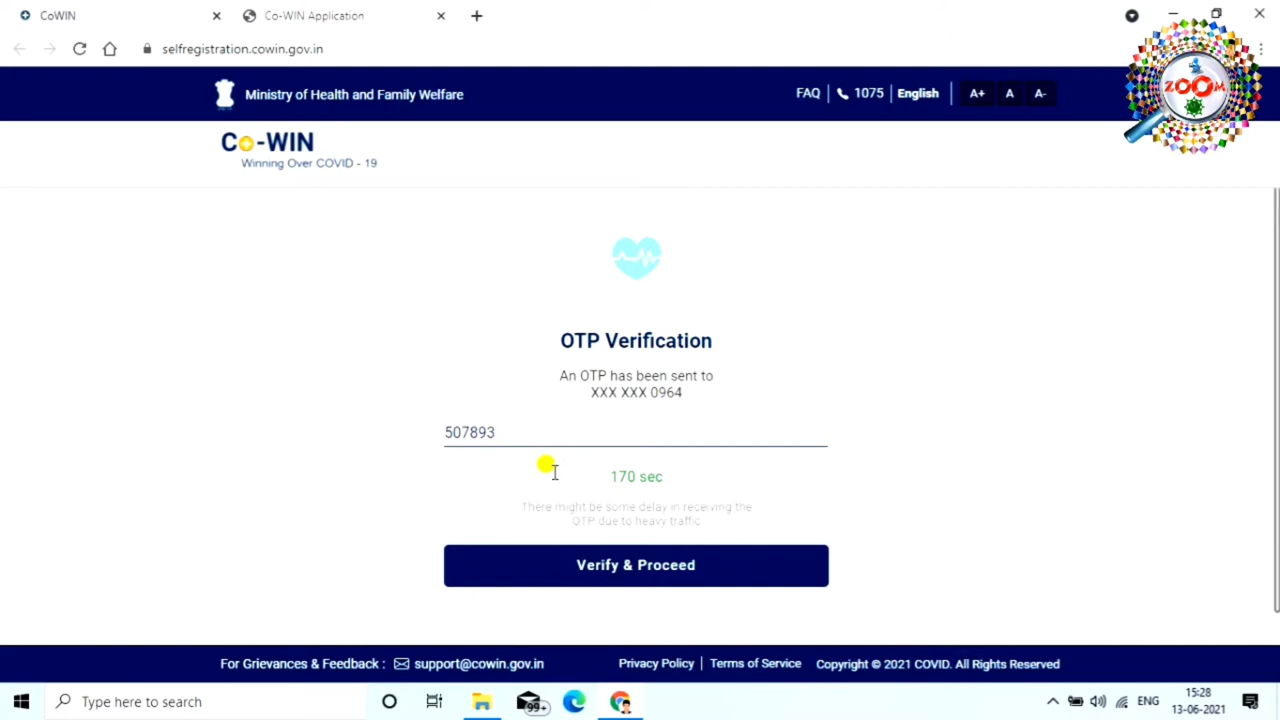 CoWIN
Co-WIN Application
selfregistration.cowin.gov.in
Ministry of Health and Family Welfare
FAQ
1075
English
A+
A
A-
ZOOM
Co-WIN
Winning Over COVID - 19
OTP Verification
An OTP has been sent to
XXX XXX 0964
507893
170 sec
There might be some delay in receiving the
OTP due to heavy traffic
Verify & Proceed
For Grievances & Feedback :
support@cowin.gov.in
Privacy Policy
Terms of Service
Copyright © 2021 COVID. All Rights Reserved
Type here to search
99+
ENG
15:28
13-06-2021